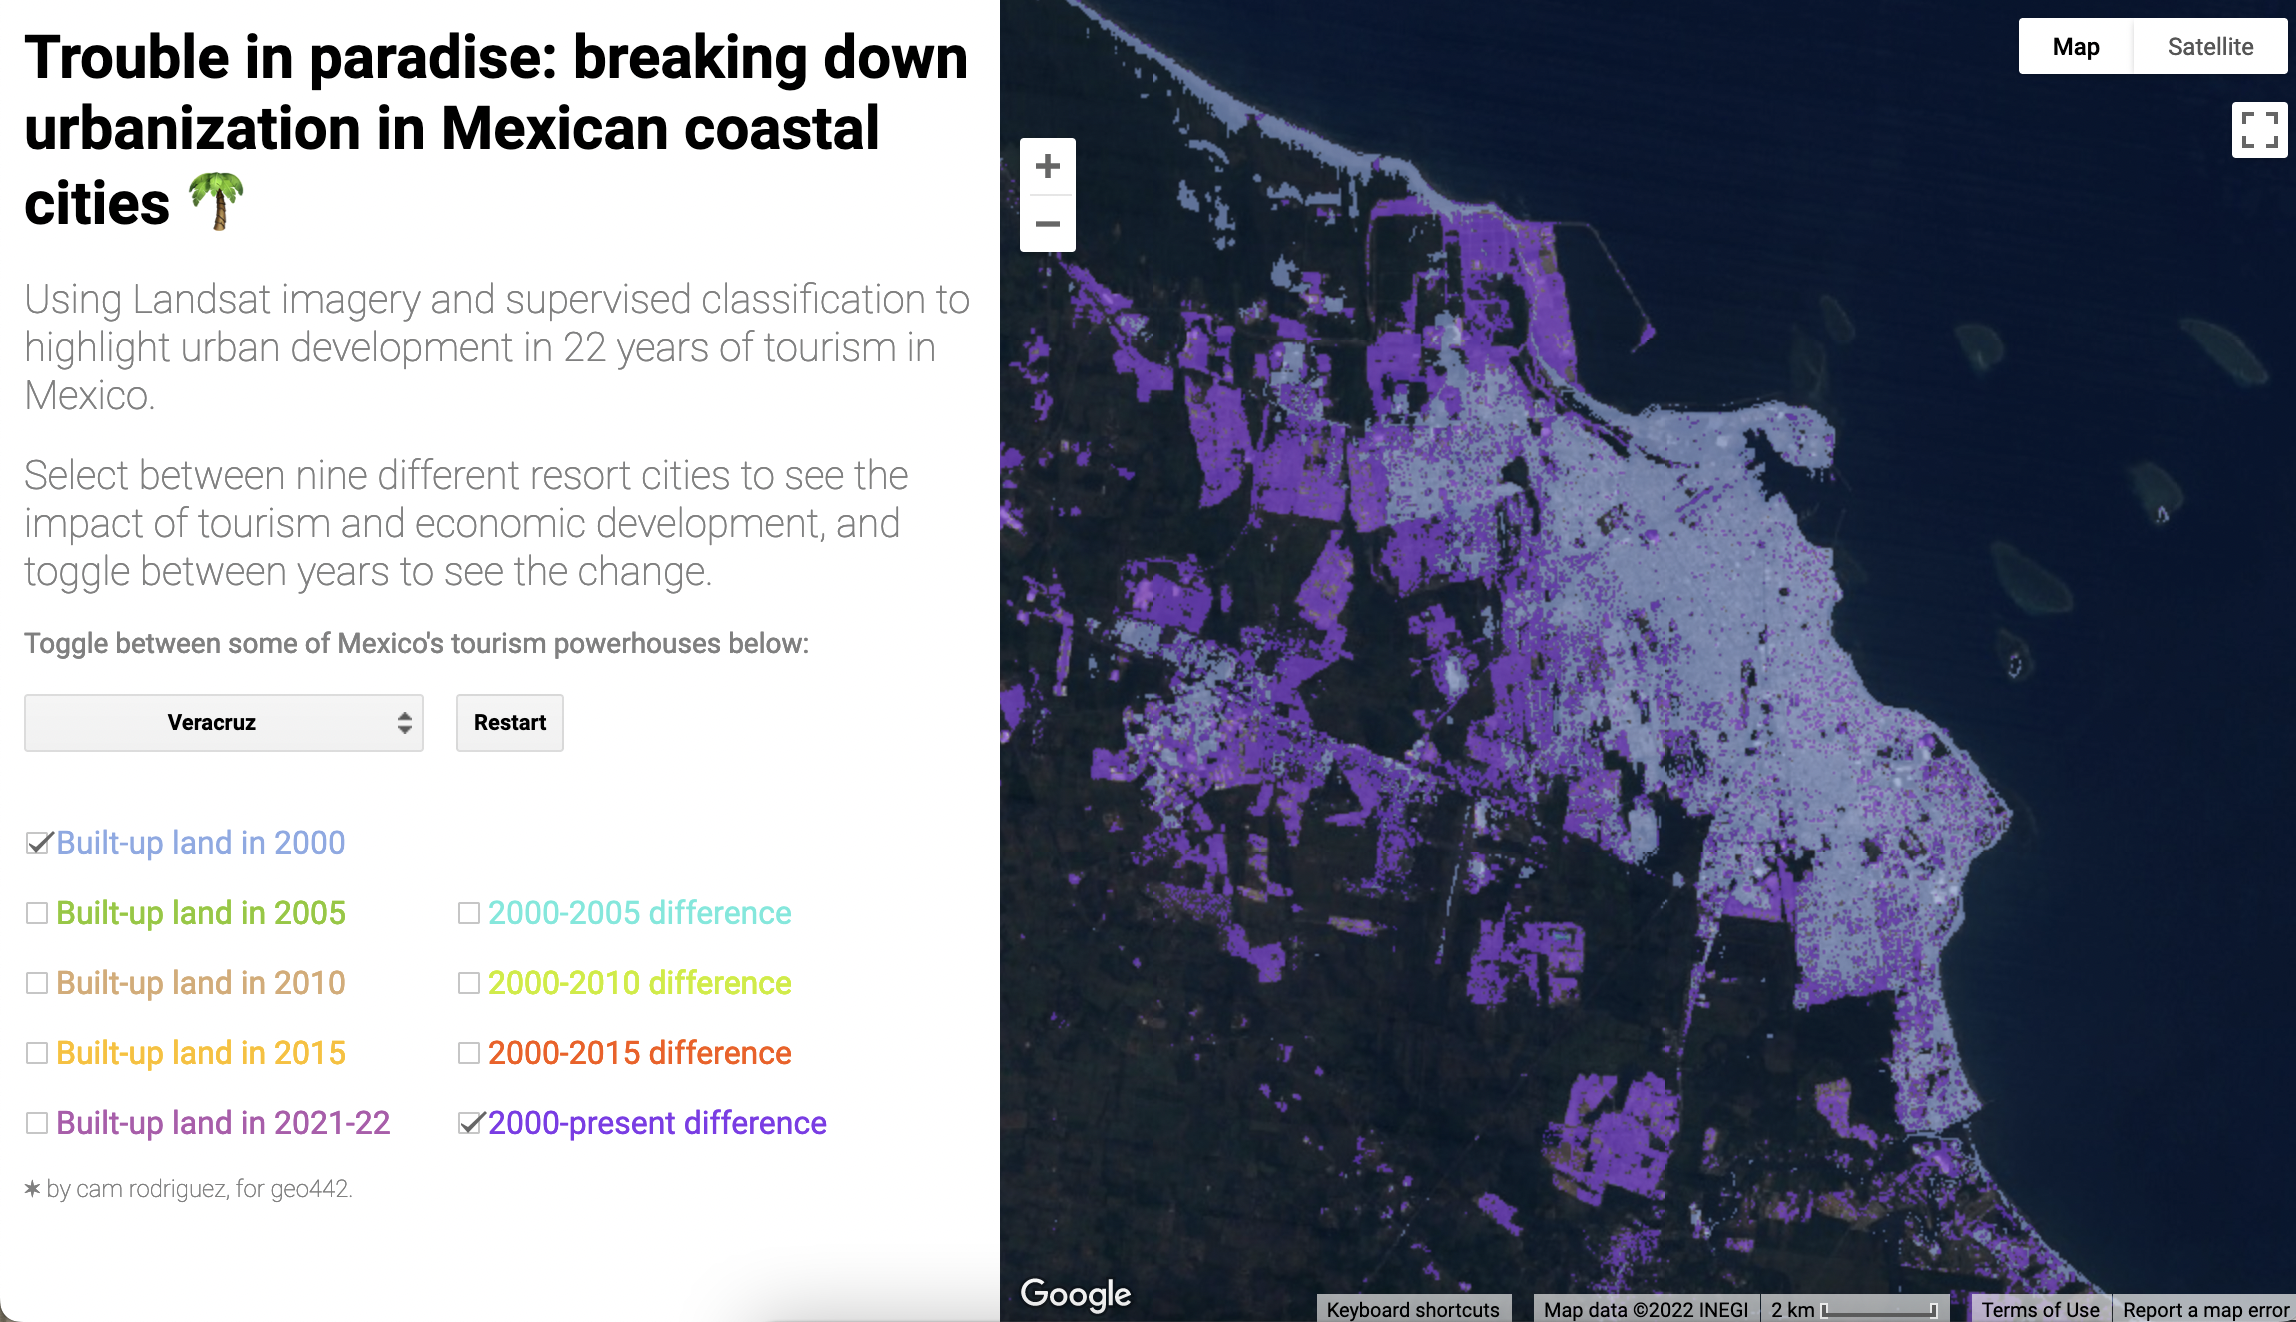 Trouble in paradise: breaking down
urbanization in Mexican coastal
cities 🌴
Using Landsat imagery and supervised classification to
highlight urban development in 22 years of tourism in
Mexico.
Select between nine different resort cities to see the
impact of tourism and economic development, and
toggle between years to see the change.
Toggle between some of Mexico's tourism powerhouses below:
Veracruz
Restart
Built-up land in 2000
Built-up land in 2005
2000-2005 difference
Built-up land in 2010
2000-2010 difference
Built-up land in 2015
2000-2015 difference
Built-up land in 2021-22
2000-present difference
✶ by cam rodriguez, for geo442.
Map
Satellite
+
−
Google
Keyboard shortcuts
Map data ©2022 INEGI
2 km
Terms of Use
Report a map error